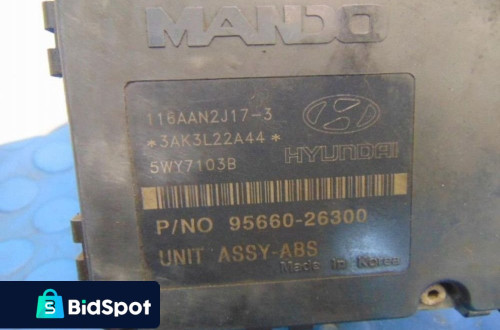 MANDO
116AAN2J17-3
*3AK3L22A44*
5WY7103B
HYUNDAI
P/NO 95660-26300
UNIT ASSY-ABS
Made in Korea
BidSpot